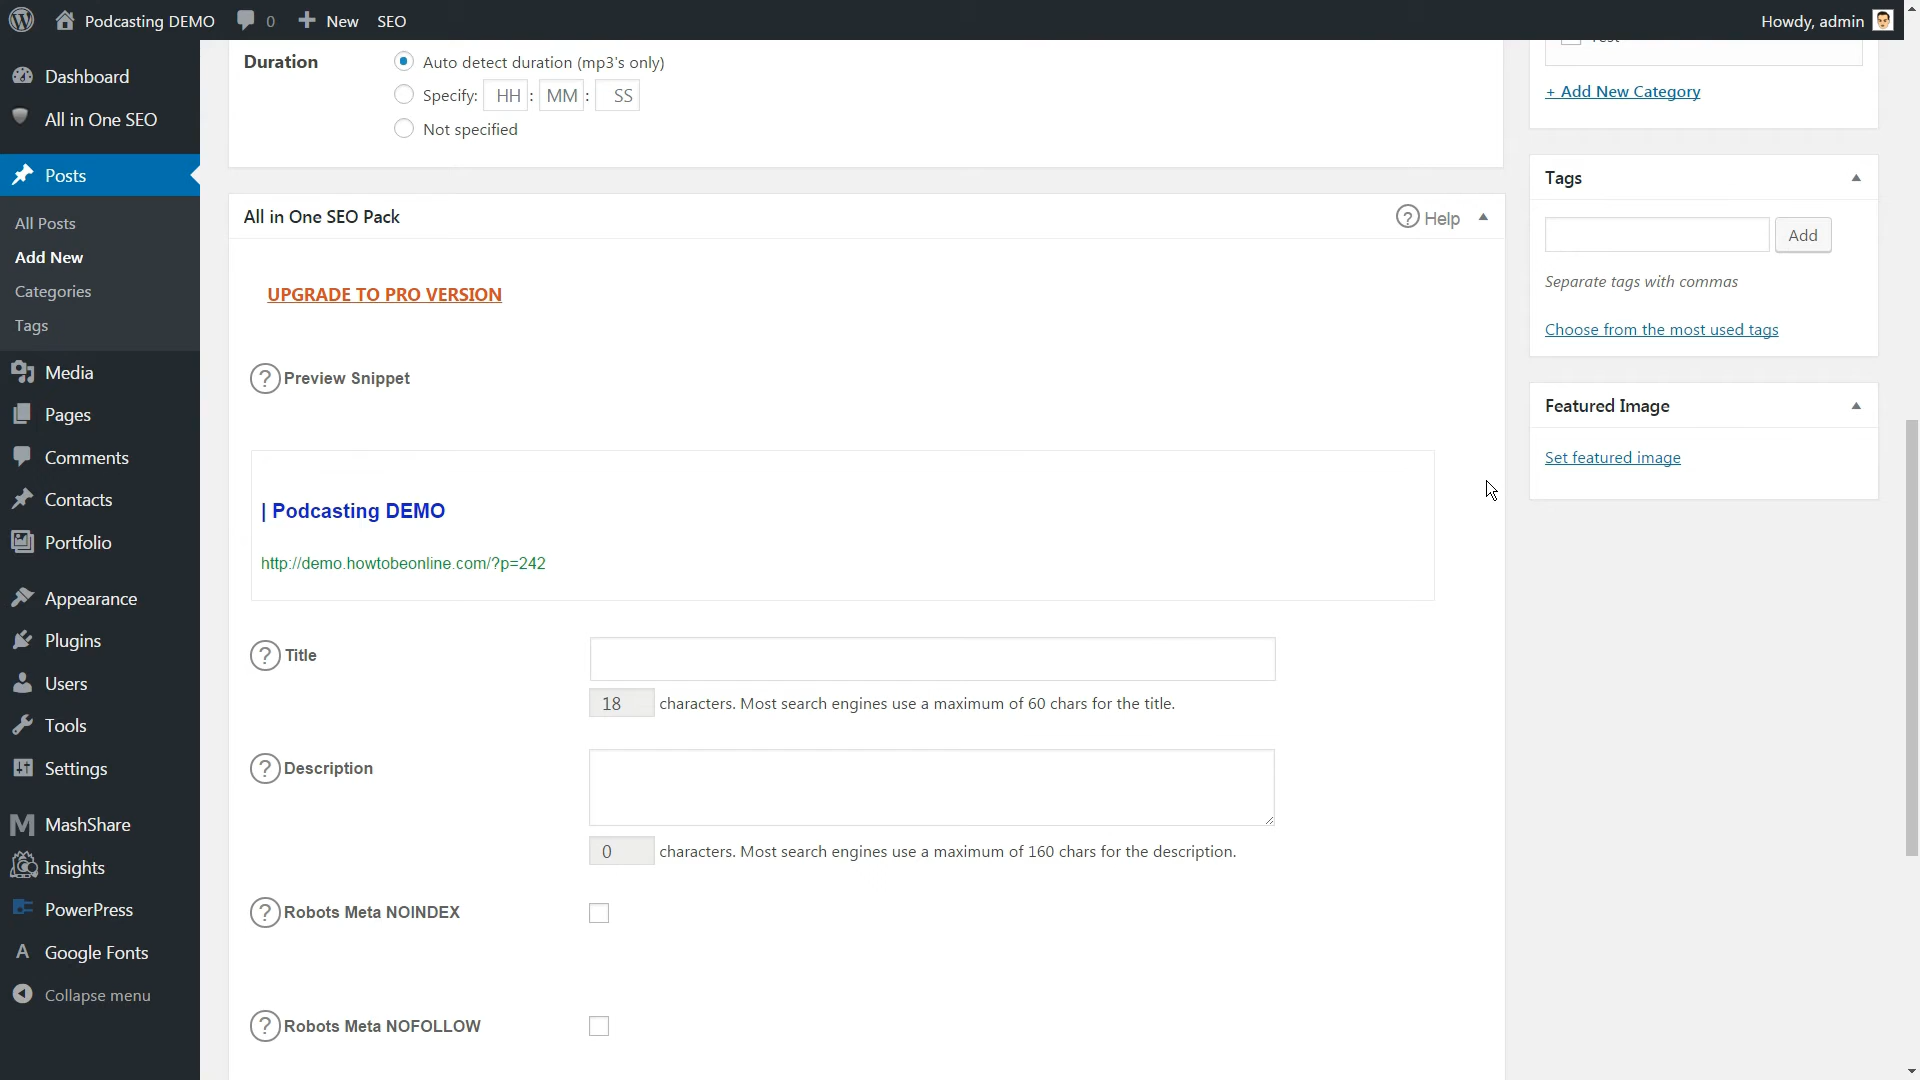 Podcasting DEMO 0 New SEO Howdy, admin
Dashboard
All in One SEO
Posts
All Posts
Add New
Categories
Tags
Media
Pages
Comments
Contacts
Portfolio
Appearance
Plugins
Users
Tools
Settings
MashShare
Insights
PowerPress
Google Fonts
Collapse menu
Duration
Auto detect duration (mp3's only)
Specify: HH : MM : SS
Not specified
All in One SEO Pack
? Help
UPGRADE TO PRO VERSION
? Preview Snippet
| Podcasting DEMO
http://demo.howtobeonline.com/?p=242
? Title
18 characters. Most search engines use a maximum of 60 chars for the title.
? Description
0 characters. Most search engines use a maximum of 160 chars for the description.
? Robots Meta NOINDEX
? Robots Meta NOFOLLOW
+ Add New Category
Tags
Add
Separate tags with commas
Choose from the most used tags
Featured Image
Set featured image